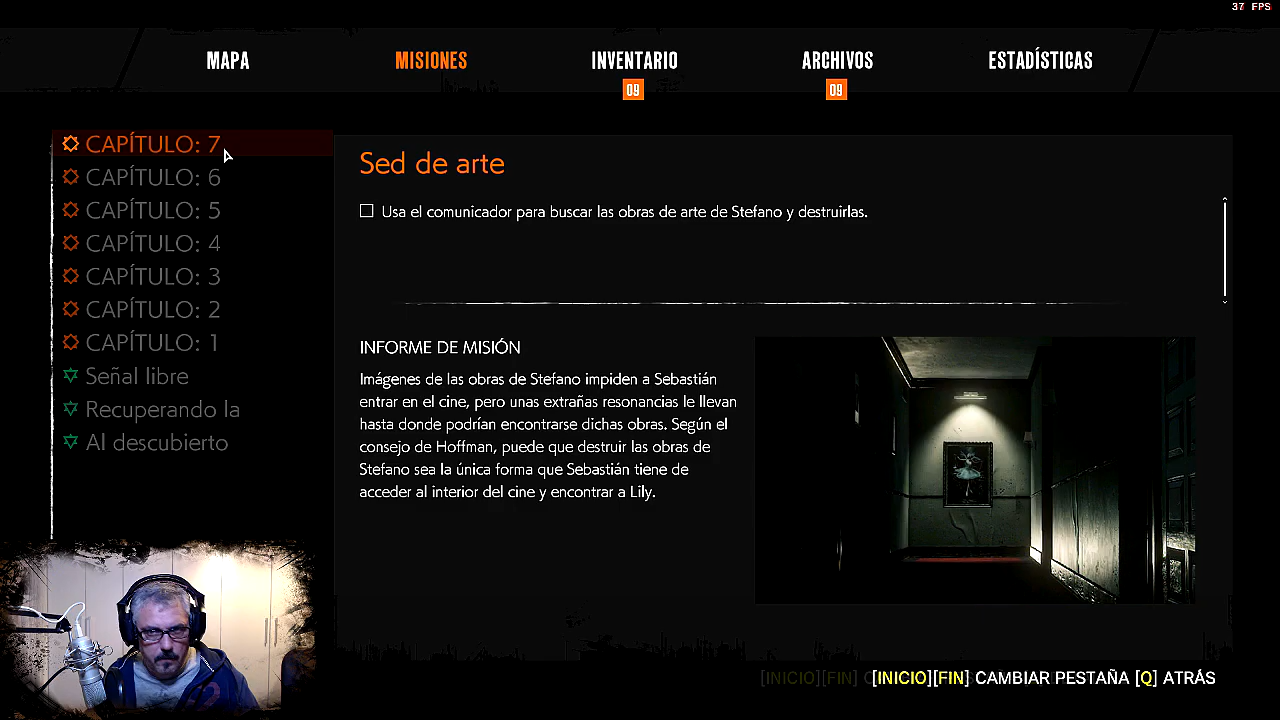 37 FPS
MAPA
MISIONES
INVENTARIO
ARCHIVOS
ESTADÍSTICAS
09
09
CAPÍTULO: 7
CAPÍTULO: 6
CAPÍTULO: 5
CAPÍTULO: 4
CAPÍTULO: 3
CAPÍTULO: 2
CAPÍTULO: 1
Señal libre
Recuperando la
Al descubierto
Sed de arte
Usa el comunicador para buscar las obras de arte de Stefano y destruirlas.
INFORME DE MISIÓN
Imágenes de las obras de Stefano impiden a Sebastián
entrar en el cine, pero unas extrañas resonancias le llevan
hasta donde podrían encontrarse dichas obras. Según el
consejo de Hoffman, puede que destruir las obras de
Stefano sea la única forma que Sebastián tiene de
acceder al interior del cine y encontrar a Lily.
[INICIO][FIN] C
[INICIO][FIN] CAMBIAR PESTAÑA [Q] ATRÁS